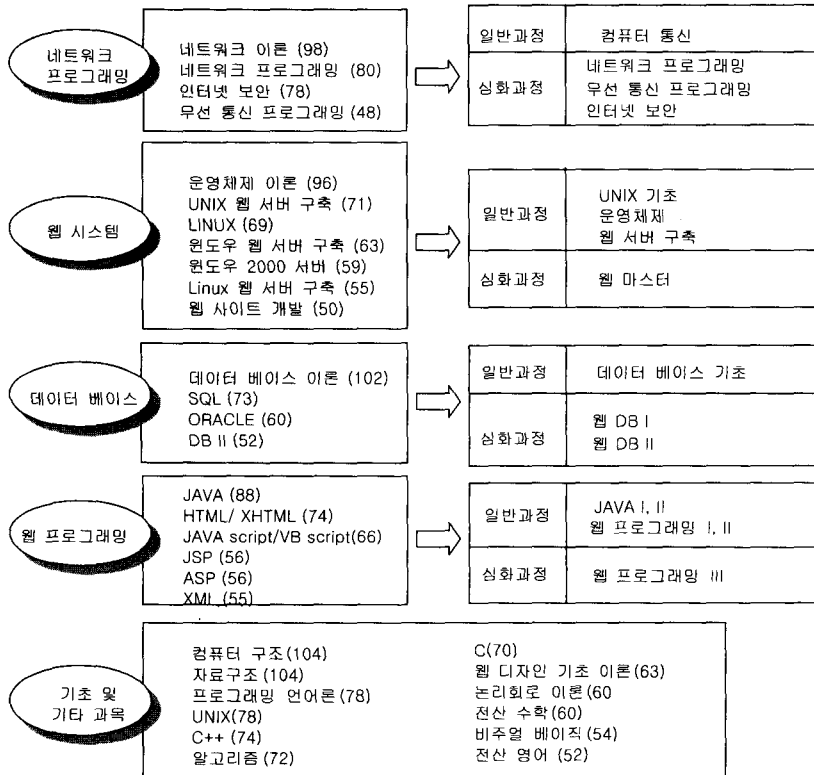 네트워크
프로그래밍
네트워크 이론 (98)
네트워크 프로그래밍 (80)
인터넷 보안 (78)
무선 통신 프로그래밍 (48)
일반과정
컴퓨터 통신
심화과정
네트워크 프로그래밍
무선 통신 프로그래밍
인터넷 보안
웹 시스템
운영체제 이론 (96)
UNIX 웹 서버 구축 (71)
LINUX (69)
윈도우 웹 서버 구축 (63)
윈도우 2000 서버 (59)
Linux 웹 서버 구축 (55)
웹 사이트 개발 (50)
일반과정
UNIX 기초
운영체제
웹 서버 구축
심화과정
웹 마스터
데이터 베이스
데이터 베이스 이론 (102)
SQL (73)
ORACLE (60)
DB II (52)
일반과정
데이터 베이스 기초
심화과정
웹 DB I
웹 DB II
웹 프로그래밍
JAVA (88)
HTML/ XHTML (74)
JAVA script/VB script(66)
JSP (56)
ASP (56)
XML (55)
일반과정
JAVA I, II
웹 프로그래밍 I, II
심화과정
웹 프로그래밍 III
기초 및
기타 과목
컴퓨터 구조(104)
자료구조(104)
프로그래밍 언어론(78)
UNIX(78)
C++ (74)
알고리즘 (72)
C(70)
웹 디자인 기초 이론(63)
논리회로 이론(60
전산 수학(60)
비주얼 베이직 (54)
전산 영어 (52)